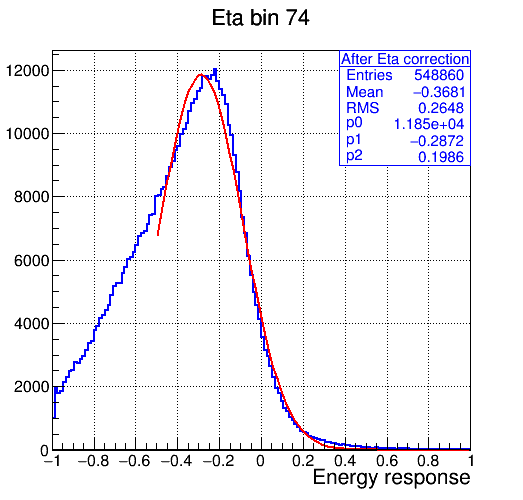 Eta bin 74
After Eta correction
Entries 548860
Mean −0.3681
RMS 0.2648
p0 1.185e+04
p1 −0.2872
p2 0.1986
12000
10000
8000
6000
4000
2000
0
−1 −0.8 −0.6 −0.4 −0.2 0 0.2 0.4 0.6 0.8 1
Energy response